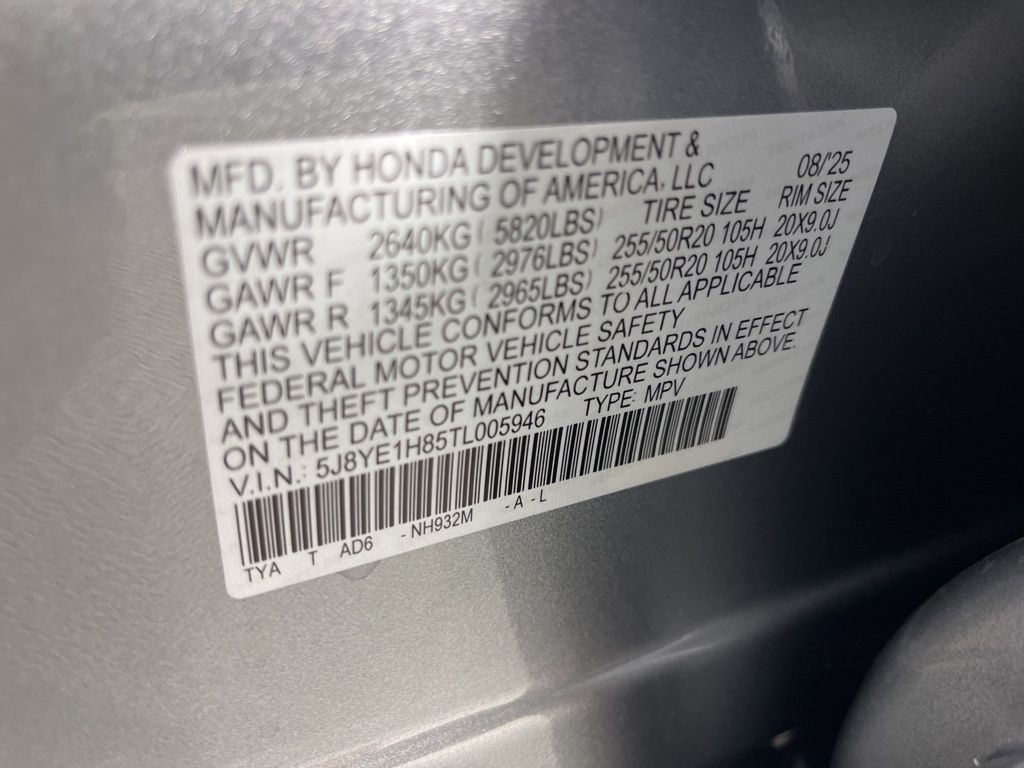 MFD. BY HONDA DEVELOPMENT & 08/'25
MANUFACTURING OF AMERICA, LLC
GVWR 2640KG( 5820LBS) TIRE SIZE RIM SIZE
GAWR F 1350KG( 2976LBS) 255/50R20 105H 20X9.0J
GAWR R 1345KG( 2965LBS) 255/50R20 105H 20X9.0J
THIS VEHICLE CONFORMS TO ALL APPLICABLE
FEDERAL MOTOR VEHICLE SAFETY
AND THEFT PREVENTION STANDARDS IN EFFECT
ON THE DATE OF MANUFACTURE SHOWN ABOVE.
V.I.N.: 5J8YE1H85TL005946 TYPE: MPV
TYA T AD6 - NH932M - A - L